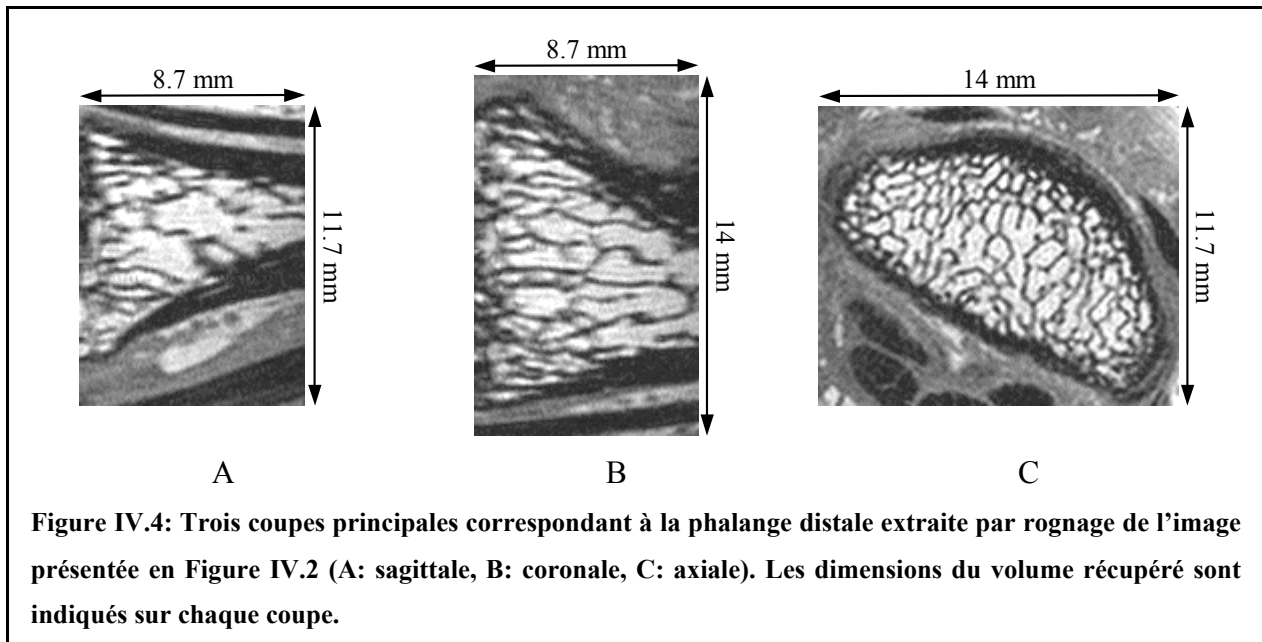 8.7 mm
11.7 mm
A
8.7 mm
14 mm
B
14 mm
11.7 mm
C
Figure IV.4: Trois coupes principales correspondant à la phalange distale extraite par rognage de l’image
présentée en Figure IV.2 (A: sagittale, B: coronale, C: axiale). Les dimensions du volume récupéré sont
indiqués sur chaque coupe.